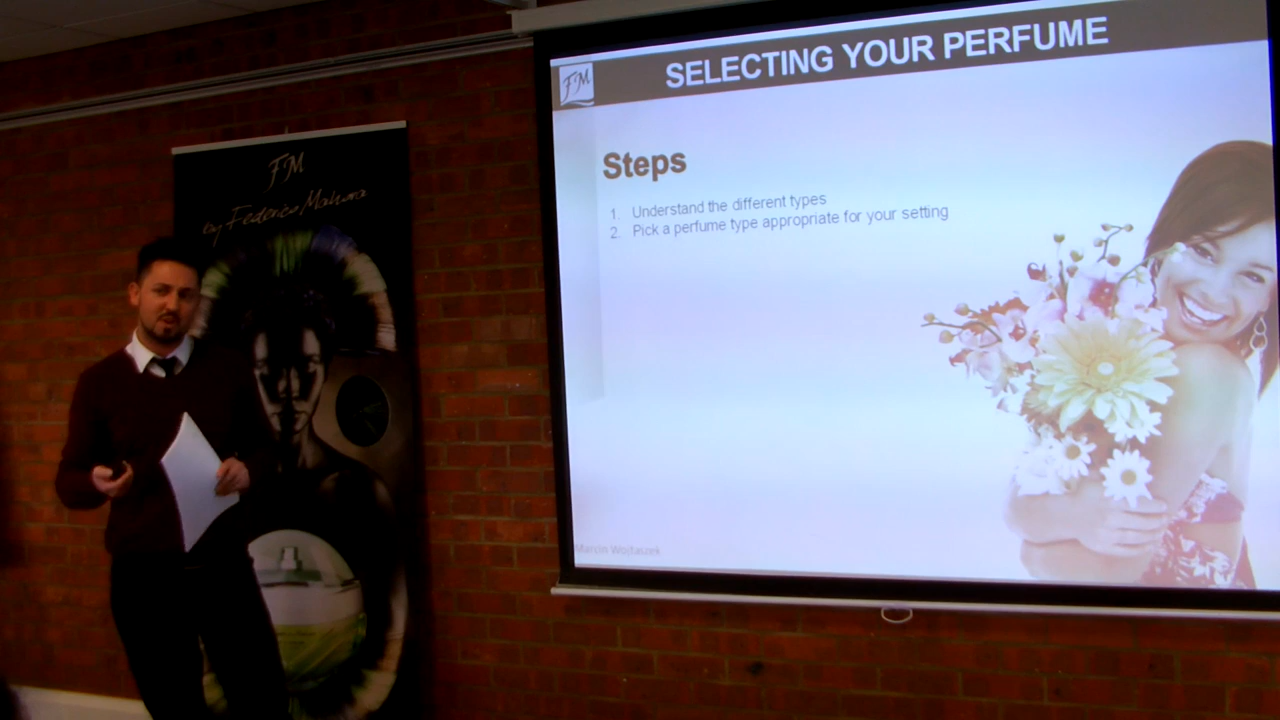 FM
by Federico Mahora
FM
SELECTING YOUR PERFUME
Steps
1. Understand the different types
2. Pick a perfume type appropriate for your setting
Marcin Wojtaszek